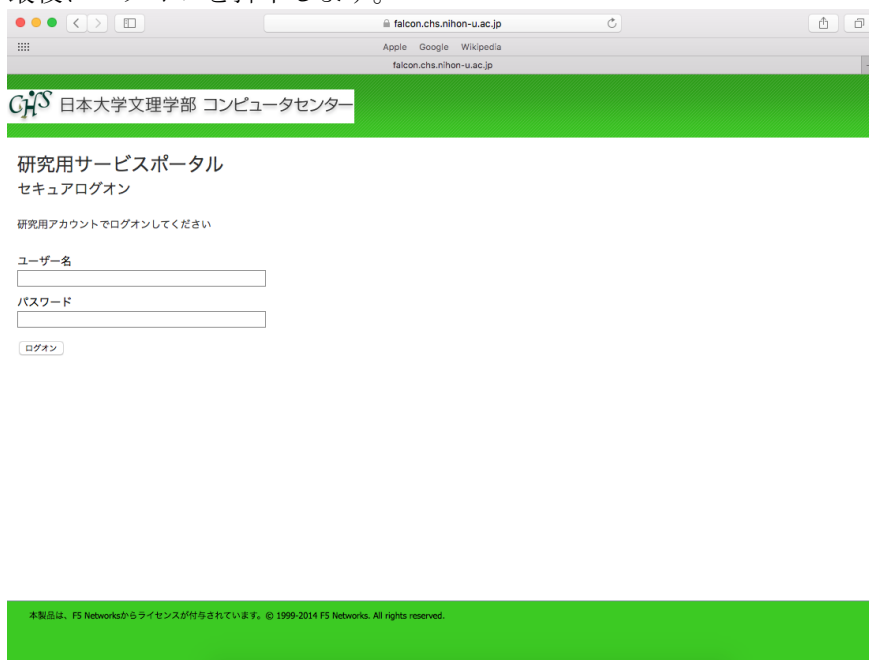 falcon.chs.nihon-u.ac.jp
Apple Google Wikipedia
falcon.chs.nihon-u.ac.jp
CHS 日本大学文理学部 コンピュータセンター
研究用サービスポータル
セキュアログオン
研究用アカウントでログオンしてください
ユーザー名
パスワード
ログオン
本製品は、F5 Networksからライセンスが付与されています。© 1999-2014 F5 Networks. All rights reserved.